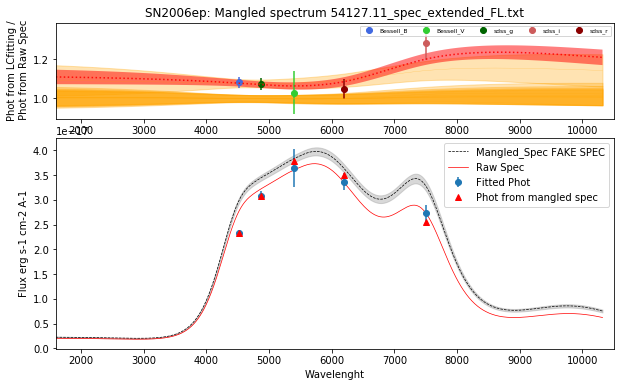 SN2006ep: Mangled spectrum 54127.11_spec_extended_FL.txt
Phot from LCfitting /
Phot from Raw Spec
Bessell_B Bessell_V sdss_g sdss_i sdss_r
1.2
1.0
2000 3000 4000 5000 6000 7000 8000 9000 10000
1e−17
Flux erg s-1 cm-2 A-1
4.0
3.5
3.0
2.5
2.0
1.5
1.0
0.5
0.0
Mangled_Spec FAKE SPEC
Raw Spec
Fitted Phot
Phot from mangled spec
2000 3000 4000 5000 6000 7000 8000 9000 10000
Wavelenght